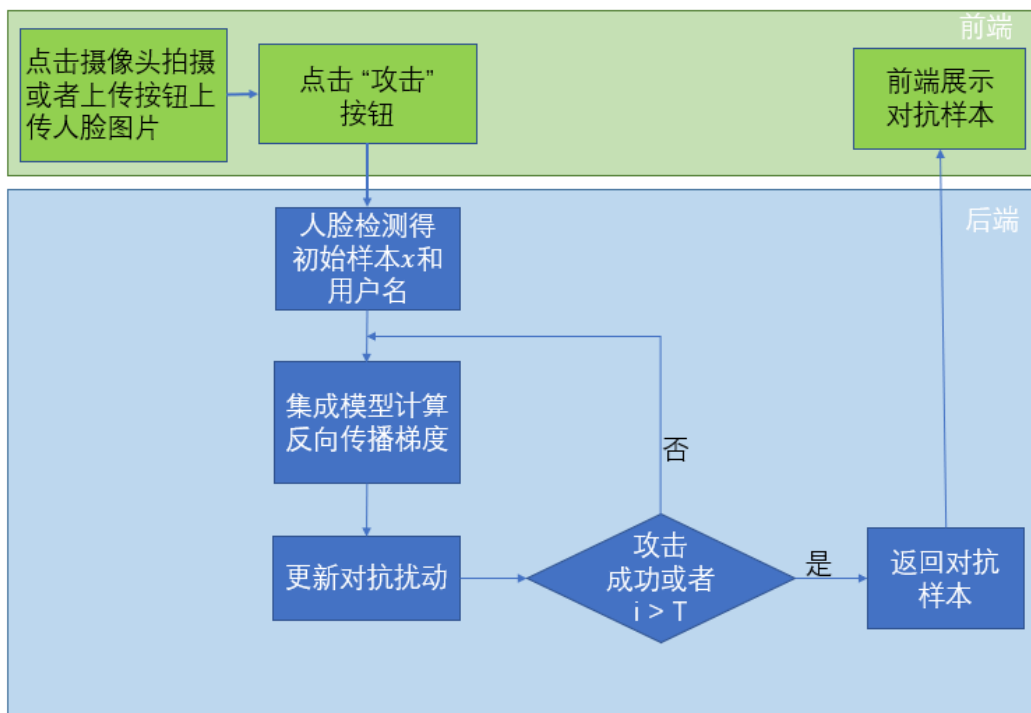 前端
点击摄像头拍摄
或者上传按钮上
传人脸图片
点击 “攻击”
按钮
前端展示
对抗样本
后端
人脸检测得
初始样本x和
用户名
集成模型计算
反向传播梯度
否
更新对抗扰动
攻击
成功或者
i > T
是
返回对抗
样本